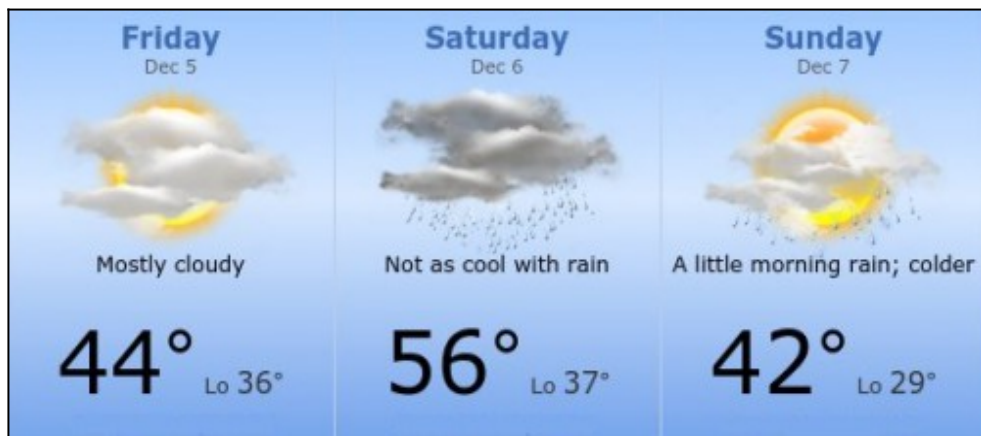 Friday
Dec 5
Mostly cloudy
44° Lo 36°
Saturday
Dec 6
Not as cool with rain
56° Lo 37°
Sunday
Dec 7
A little morning rain; colder
42° Lo 29°